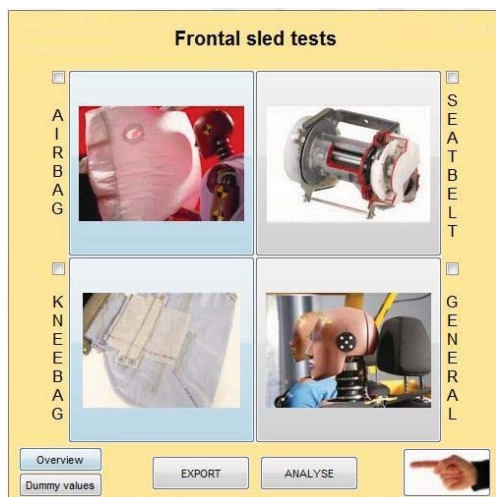 Frontal sled tests
AIRBAG
SEATBELT
KNEEBAG
GENERAL
Overview
Dummy values
EXPORT
ANALYSE